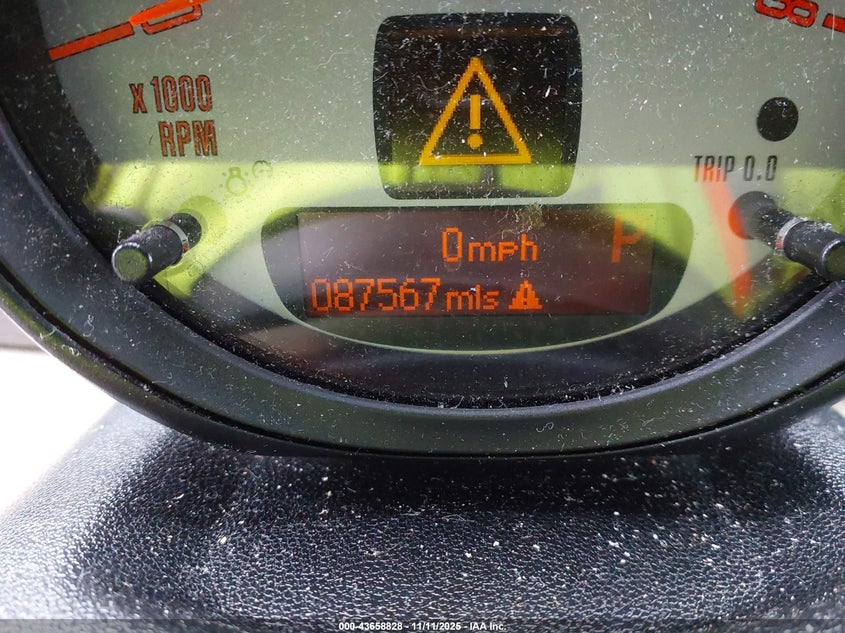 x1000
RPM
TRIP 0.0
0mph
P
087567mls
000-43658828 - 11/11/2025 - IAA Inc.